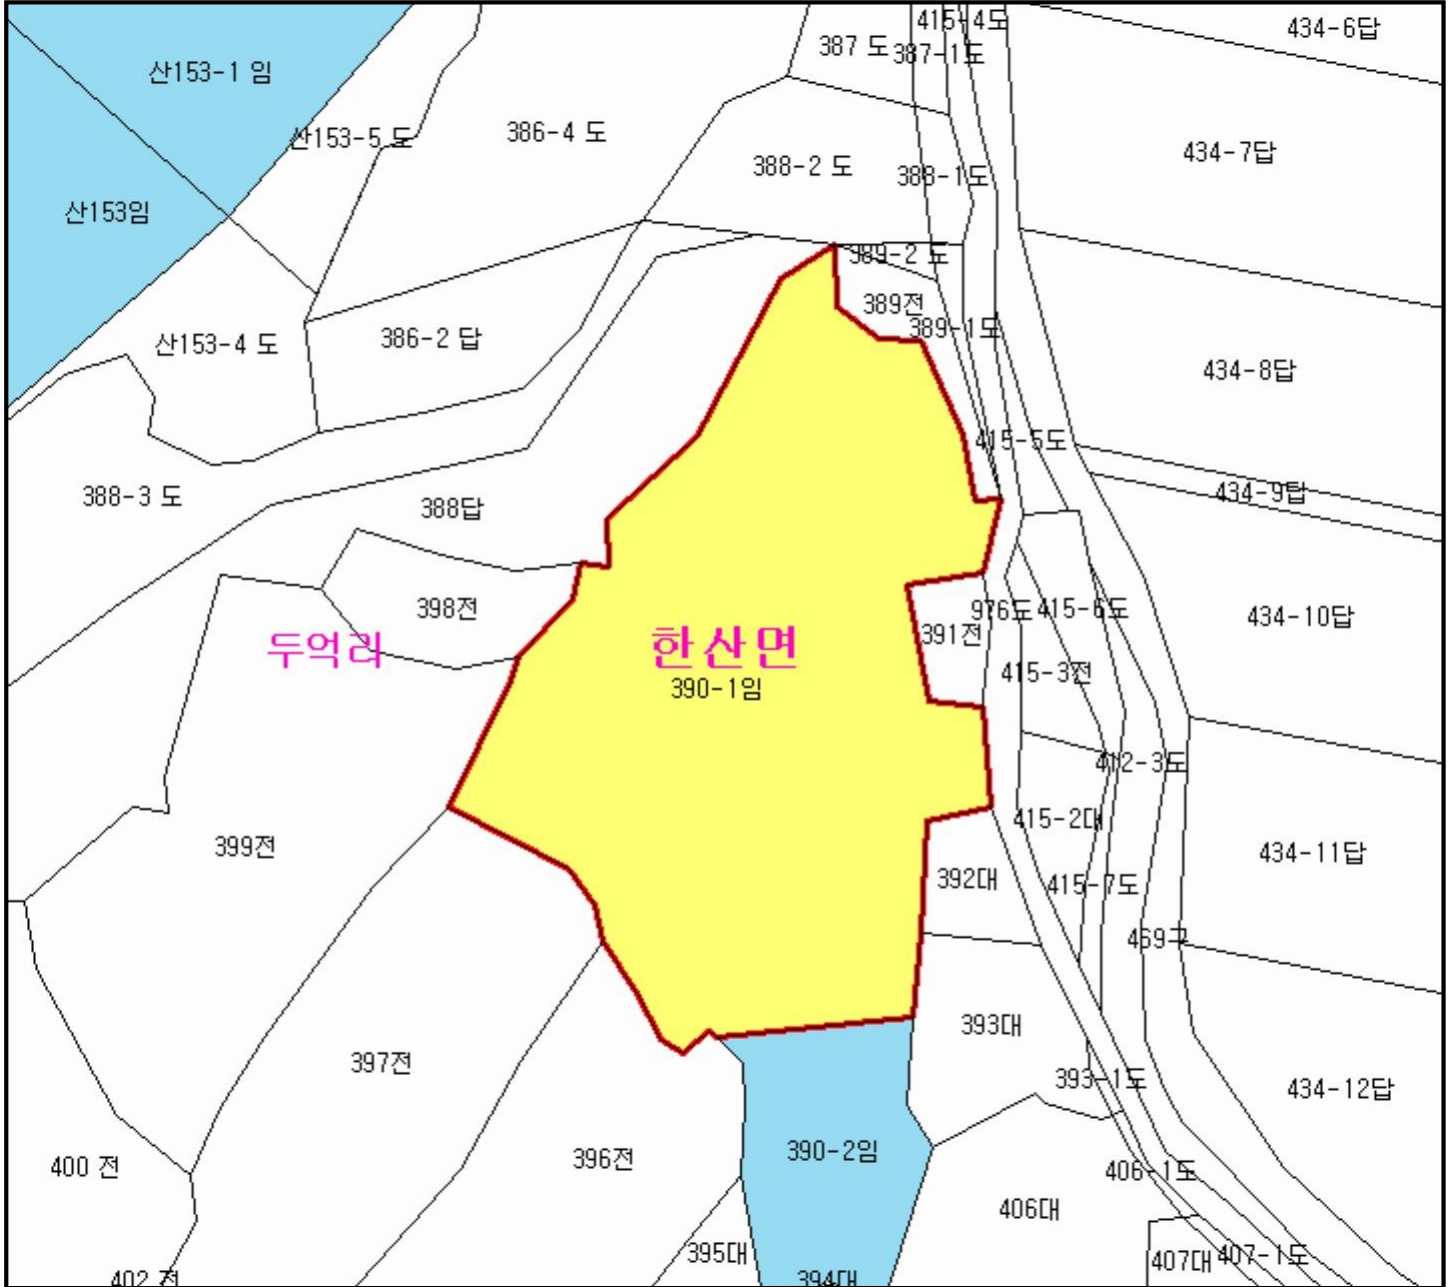 415-4도
434-6답
387 도
387-1도
산153-1 임
386-4 도
산153-5 도
434-7답
388-2 도
388-1도
산153임
389-2 도
389전
389-1도
386-2 답
산153-4 도
434-8답
415-5도
434-9답
388-3 도
388답
398전
976도
415-6도
434-10답
391전
두억리
한산면
415-3전
390-1임
412-3도
415-2대
399전
434-11답
392대
415-7도
469구
393대
397전
393-1도
434-12답
390-2임
396전
400 전
406-1도
406대
395대
407대
407-1도
402 전
394대